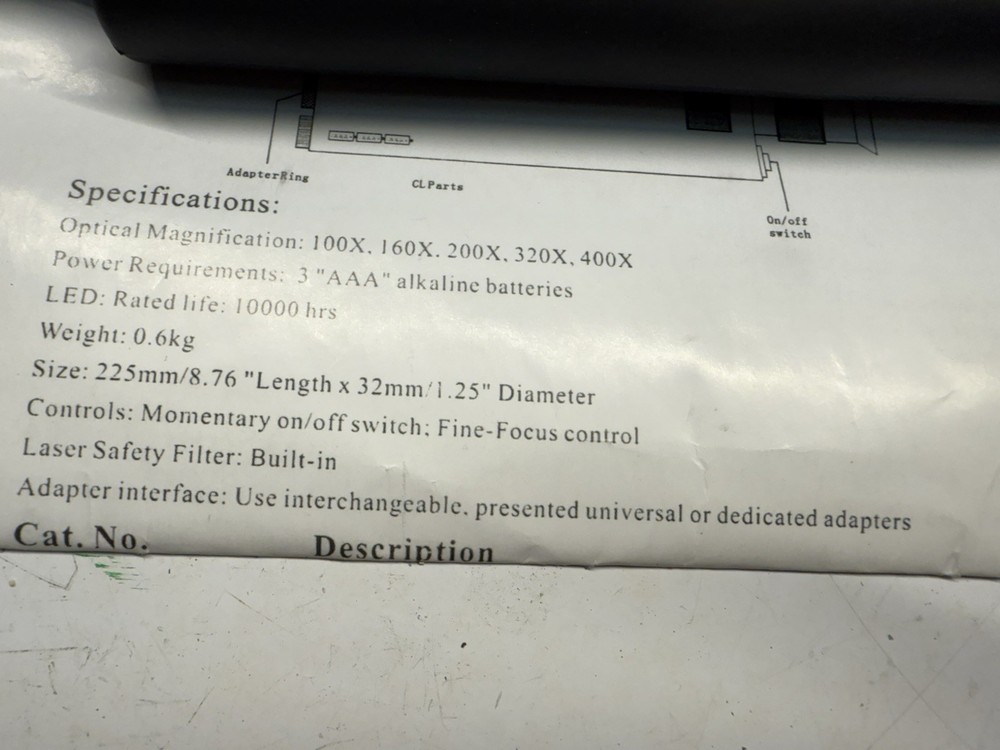 AdapterRing
CLParts
On/off
switch
Specifications:
Optical Magnification: 100X, 160X. 200X, 320X, 400X
Power Requirements: 3 "AAA" alkaline batteries
LED: Rated life: 10000 hrs
Weight: 0.6kg
Size: 225mm/8.76 "Length x 32mm/1.25" Diameter
Controls: Momentary on/off switch; Fine-Focus control
Laser Safety Filter: Built-in
Adapter interface: Use interchangeable. presented universal or dedicated adapters
Cat. No. Description